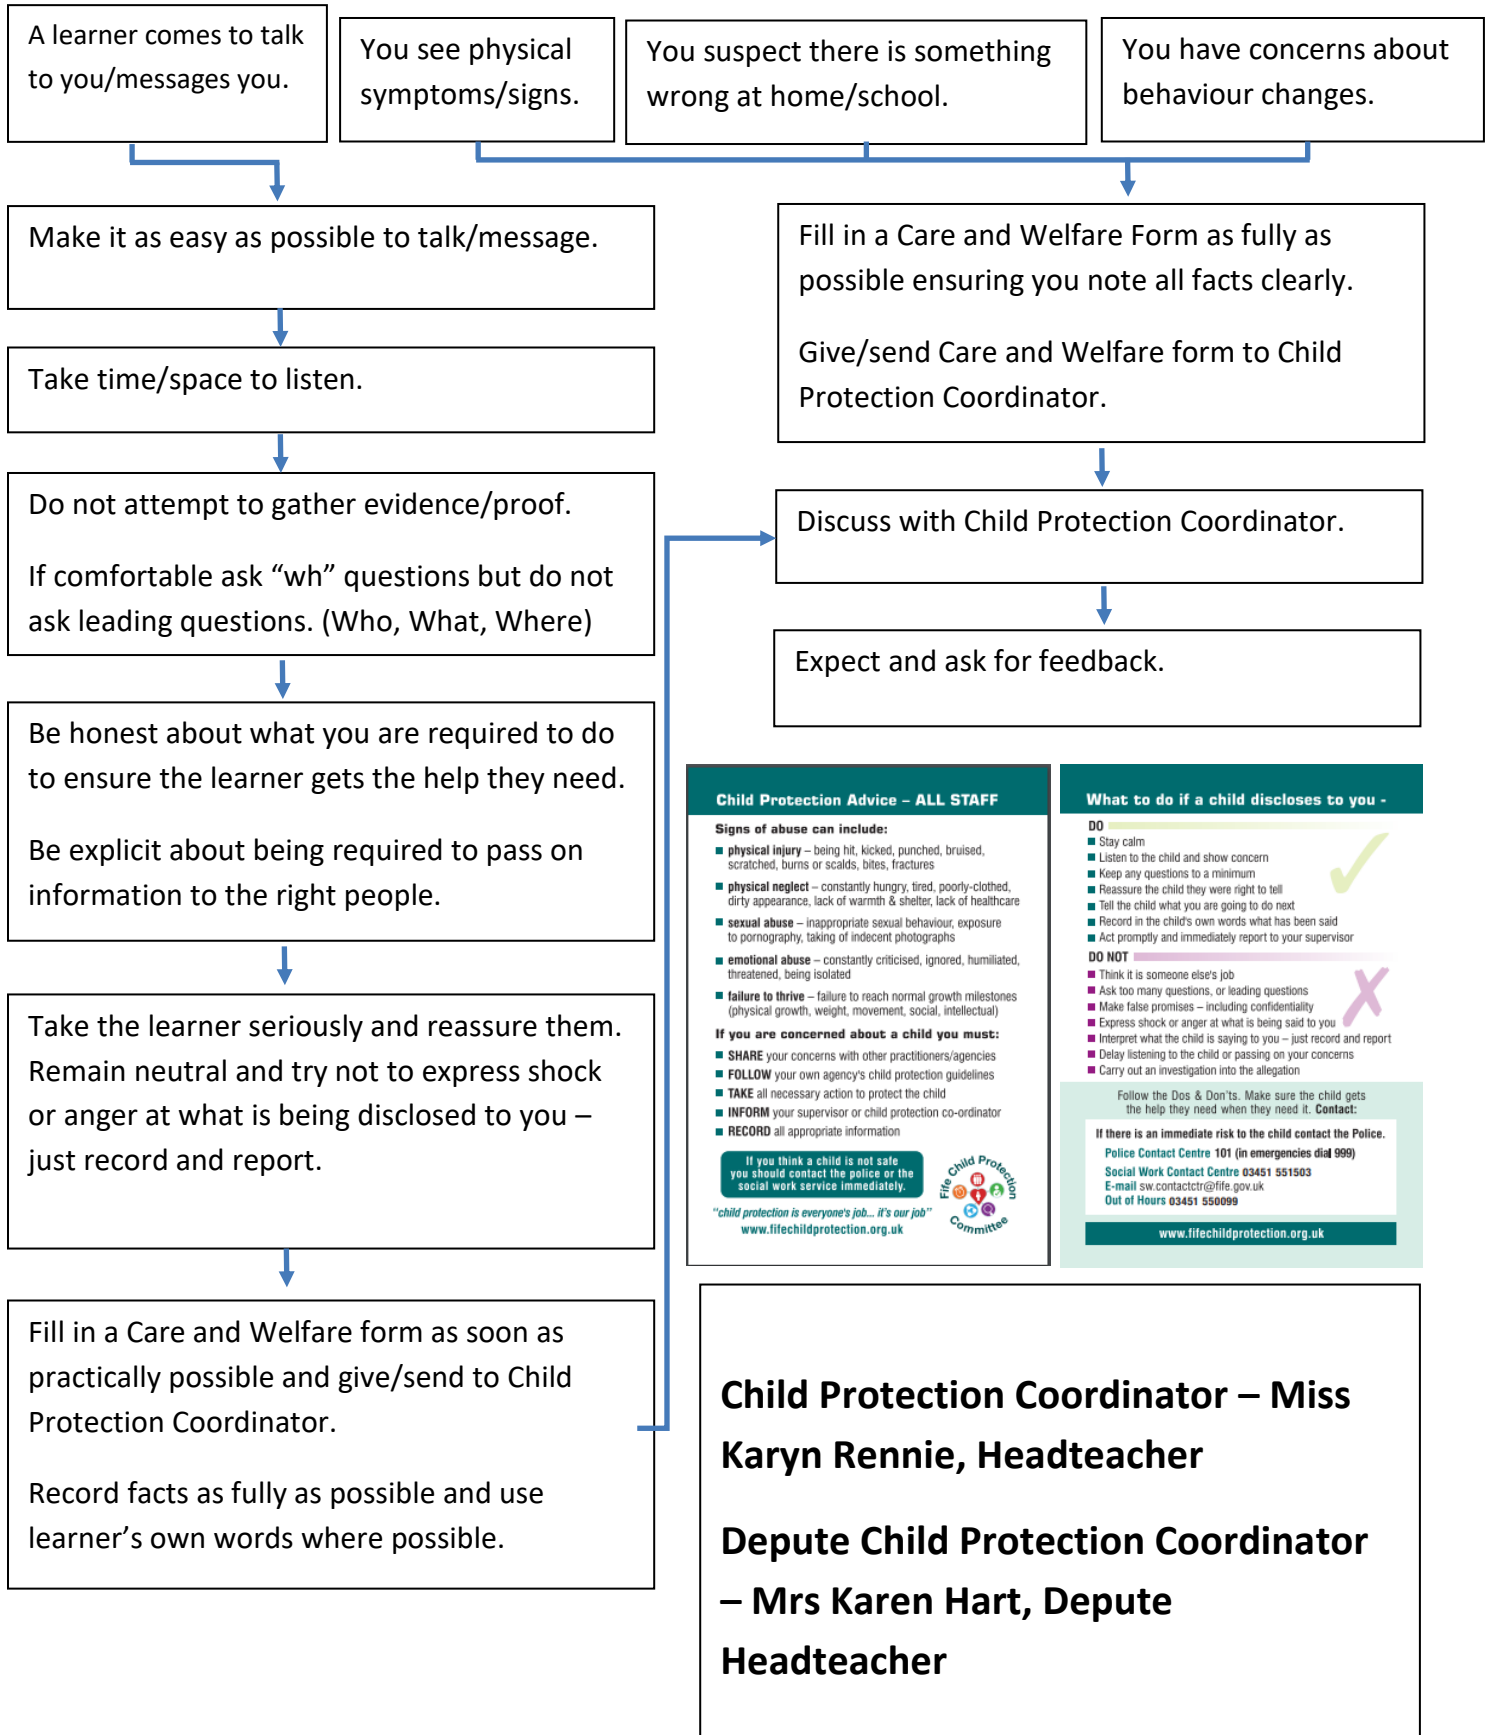 A learner comes to talk
to you/messages you.
You see physical
symptoms/signs.
You suspect there is something
wrong at home/school.
You have concerns about
behaviour changes.
Make it as easy as possible to talk/message.
Take time/space to listen.
Do not attempt to gather evidence/proof.
If comfortable ask “wh” questions but do not
ask leading questions. (Who, What, Where)
Be honest about what you are required to do
to ensure the learner gets the help they need.
Be explicit about being required to pass on
information to the right people.
Take the learner seriously and reassure them.
Remain neutral and try not to express shock
or anger at what is being disclosed to you –
just record and report.
Fill in a Care and Welfare form as soon as
practically possible and give/send to Child
Protection Coordinator.
Record facts as fully as possible and use
learner’s own words where possible.
Fill in a Care and Welfare Form as fully as
possible ensuring you note all facts clearly.
Give/send Care and Welfare form to Child
Protection Coordinator.
Discuss with Child Protection Coordinator.
Expect and ask for feedback.
Child Protection Advice – ALL STAFF
Signs of abuse can include:
physical injury – being hit, kicked, punched, bruised,
scratched, burns or scalds, bites, fractures
physical neglect – constantly hungry, tired, poorly-clothed,
dirty appearance, lack of warmth & shelter, lack of healthcare
sexual abuse – inappropriate sexual behaviour, exposure
to pornography, taking of indecent photographs
emotional abuse – constantly criticised, ignored, humiliated,
threatened, being isolated
failure to thrive – failure to reach normal growth milestones
(physical growth, weight, movement, social, intellectual)
If you are concerned about a child you must:
SHARE your concerns with other practitioners/agencies
FOLLOW your own agency's child protection guidelines
TAKE all necessary action to protect the child
INFORM your supervisor or child protection co-ordinator
RECORD all appropriate information
If you think a child is not safe
you should contact the police or the
social work service immediately.
"child protection is everyone's job... it's our job"
www.fifechildprotection.org.uk
Fife Child Protection
Committee
What to do if a child discloses to you -
DO
Stay calm
Listen to the child and show concern
Keep any questions to a minimum
Reassure the child they were right to tell
Tell the child what you are going to do next
Record in the child's own words what has been said
Act promptly and immediately report to your supervisor
DO NOT
Think it is someone else's job
Ask too many questions, or leading questions
Make false promises – including confidentiality
Express shock or anger at what is being said to you
Interpret what the child is saying to you – just record and report
Delay listening to the child or passing on your concerns
Carry out an investigation into the allegation
Follow the Dos & Don'ts. Make sure the child gets
the help they need when they need it. Contact:
If there is an immediate risk to the child contact the Police.
Police Contact Centre 101 (in emergencies dial 999)
Social Work Contact Centre 03451 551503
E-mail sw.contactctr@fife.gov.uk
Out of Hours 03451 550099
www.fifechildprotection.org.uk
Child Protection Coordinator – Miss
Karyn Rennie, Headteacher
Depute Child Protection Coordinator
– Mrs Karen Hart, Depute
Headteacher